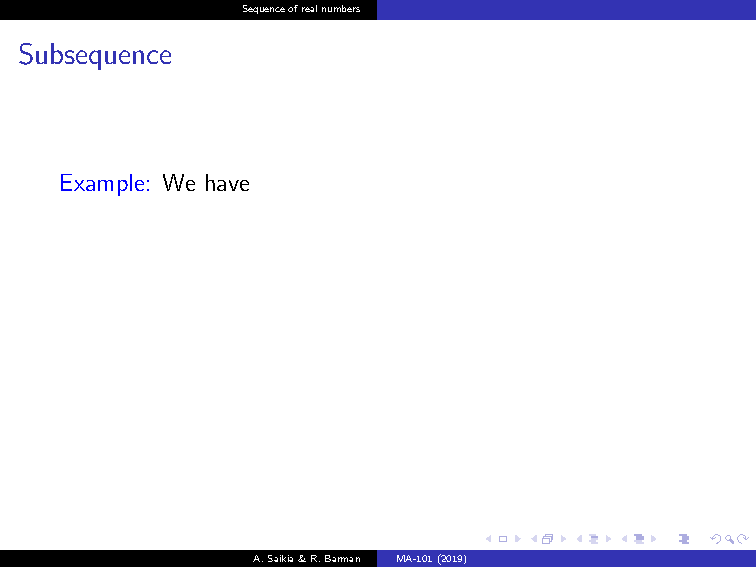 Sequence of real numbers
Subsequence
Example: We have
A. Saikia & R. Barman MA-101 (2019)